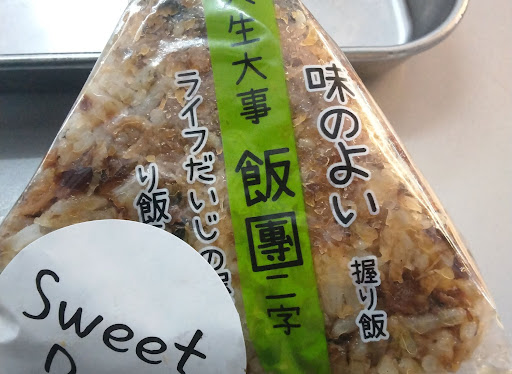 味のよい
握り飯
生大事
飯團二字
ライフだいじの
り飯
Sweet